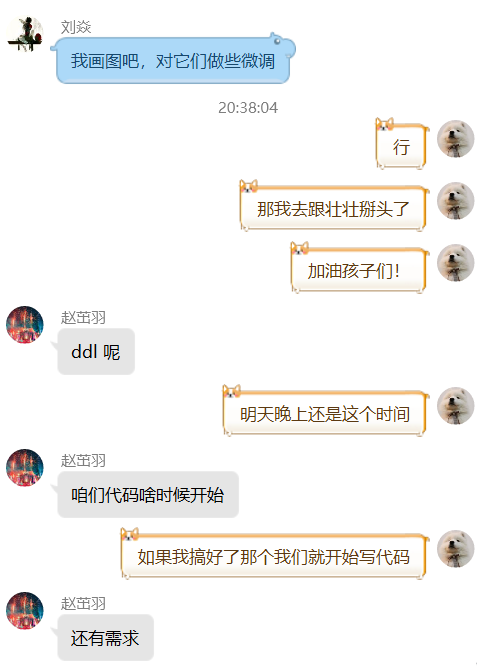 刘焱
我画图吧，对它们做些微调
20:38:04
行
那我去跟壮壮掰头了
加油孩子们！
赵茁羽
ddl 呢
明天晚上还是这个时间
赵茁羽
咱们代码啥时候开始
如果我搞好了那个我们就开始写代码
赵茁羽
还有需求